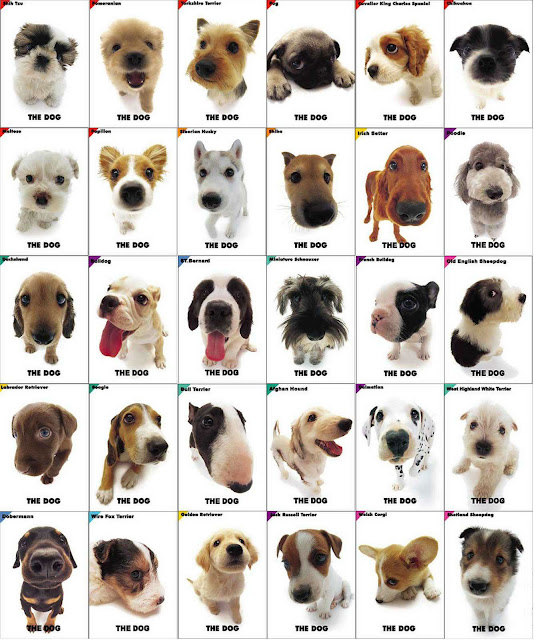 Shih Tzu
THE DOG
Pomeranian
THE DOG
Yorkshire Terrier
THE DOG
Pug
THE DOG
Cavalier King Charles Spaniel
THE DOG
Chihuahua
THE DOG
Maltese
THE DOG
Papillon
THE DOG
Siberian Husky
THE DOG
Shiba
THE DOG
Irish Setter
THE DOG
Poodle
THE DOG
Dachshund
THE DOG
Bulldog
THE DOG
ST.Bernard
THE DOG
Miniature Schnauzer
THE DOG
French Bulldog
THE DOG
Old English Sheepdog
THE DOG
Labrador Retriever
THE DOG
Beagle
THE DOG
Bull Terrier
THE DOG
Afghan Hound
THE DOG
Dalmatian
THE DOG
West Highland White Terrier
THE DOG
Dobermann
THE DOG
Wire Fox Terrier
THE DOG
Golden Retriever
THE DOG
Jack Russell Terrier
THE DOG
Welsh Corgi
THE DOG
Shetland Sheepdog
THE DOG